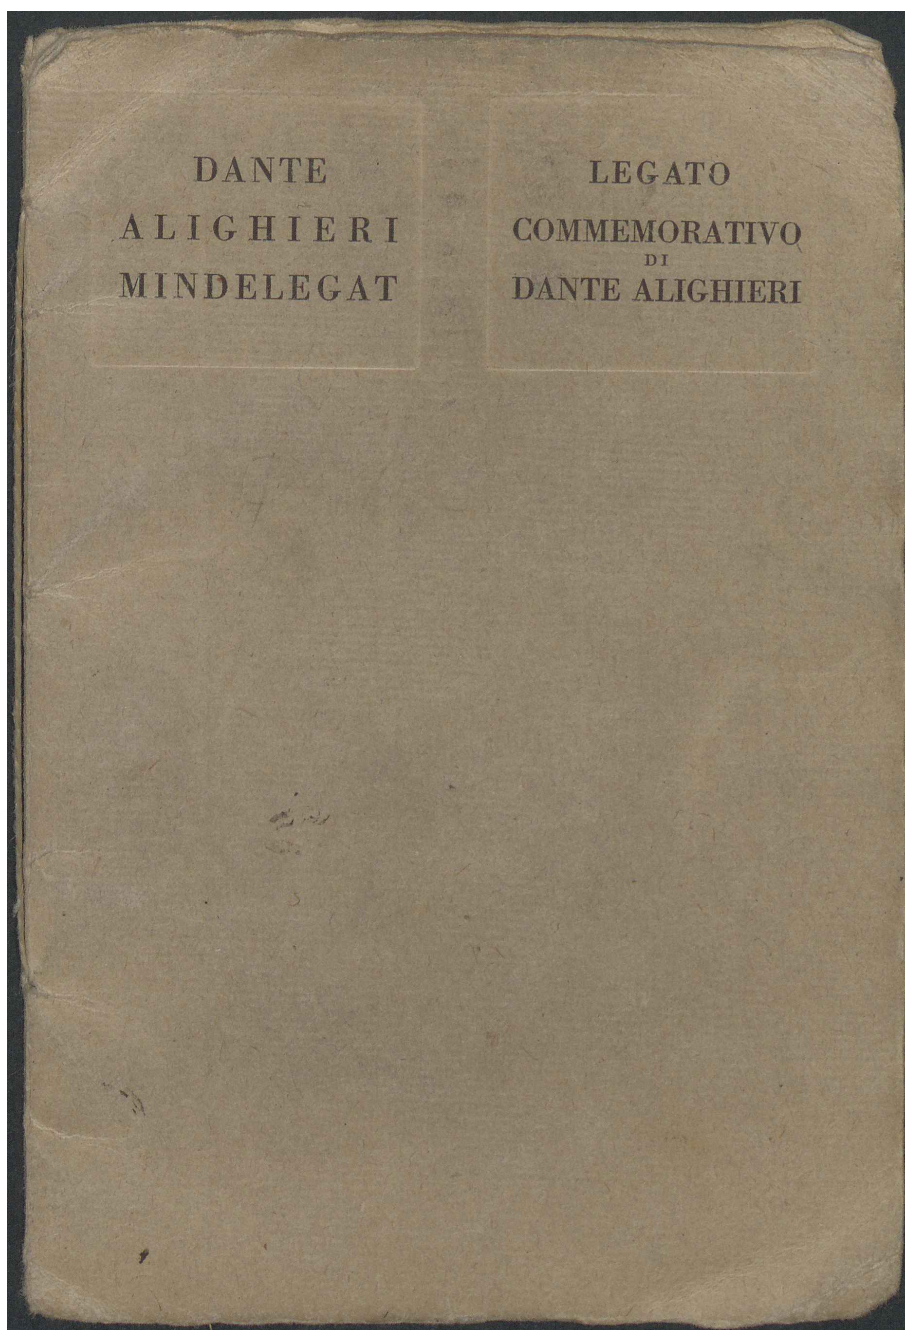 DANTE
ALIGHIERI
MINDELEGAT
LEGATO
COMMEMORATIVO
DI
DANTE ALIGHIERI